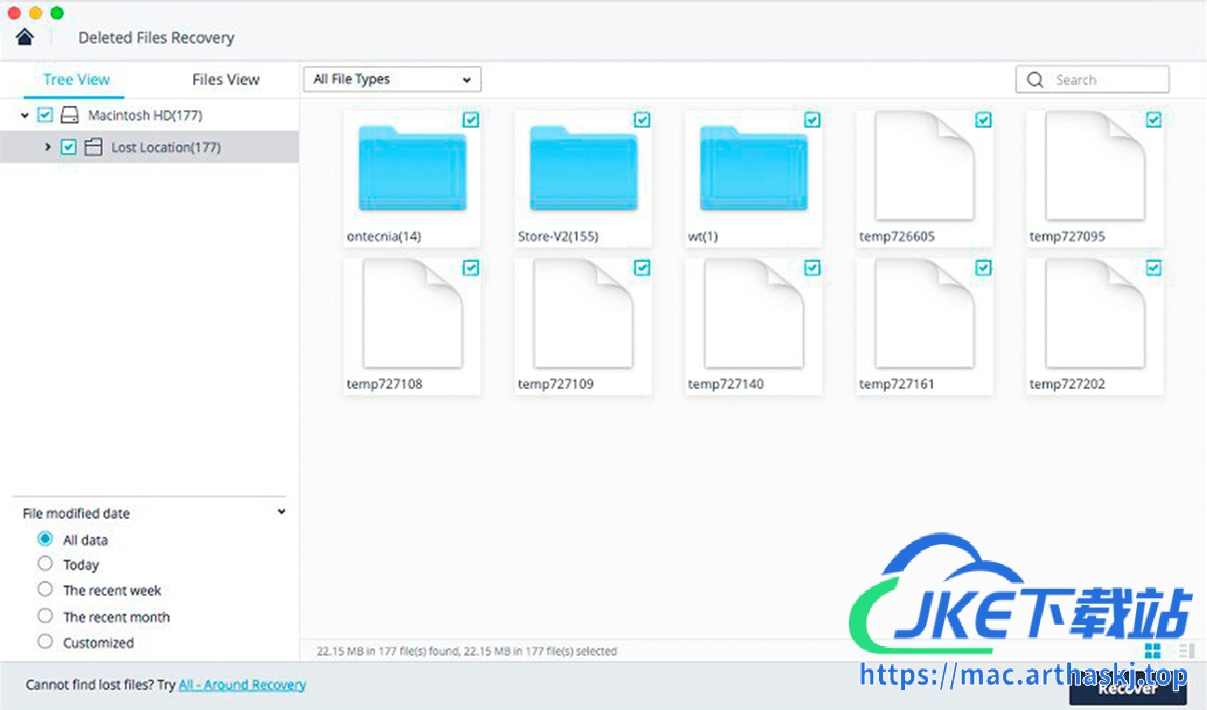 Deleted Files Recovery
Tree View
Files View
All File Types
Search
Macintosh HD(177)
Lost Location(177)
ontecnia(14)
Store-V2(155)
wt(1)
temp726605
temp727095
temp727108
temp727109
temp727140
temp727161
temp727202
File modified date
All data
Today
The recent week
The recent month
Customized
22.15 MB in 177 file(s) found, 22.15 MB in 177 file(s) selected
Cannot find lost files? Try All - Around Recovery
JKE下载站
https://mac.arthaskj.top
Recover